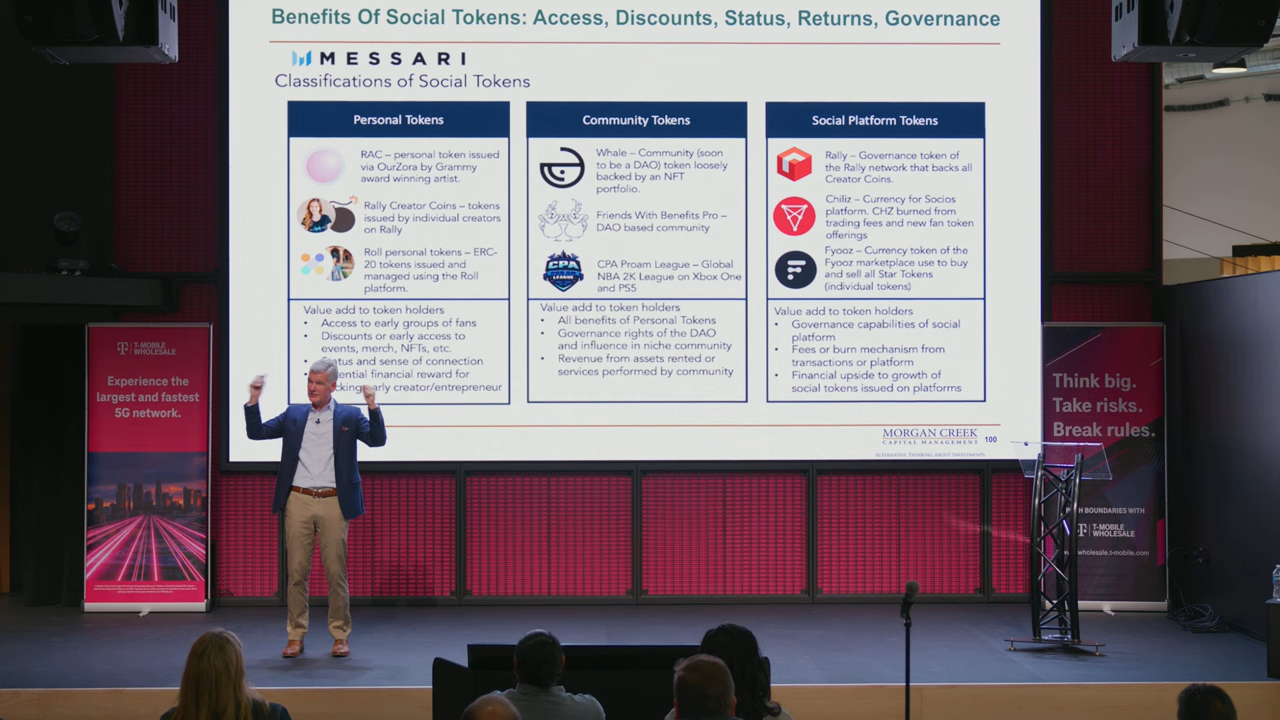 Benefits Of Social Tokens: Access, Discounts, Status, Returns, Governance
MESSARI
Classifications of Social Tokens
Personal Tokens
RAC – personal token issued
via OurZora by Grammy
award winning artist.
Rally Creator Coins – tokens
issued by individual creators
on Rally
Roll personal tokens – ERC-
20 tokens issued and
managed using the Roll
platform.
Value add to token holders
• Access to early groups of fans
• Discounts or early access to
events, merch, NFTs, etc.
and sense of connection
financial reward for
early creator/entrepreneur
Community Tokens
Whale – Community (soon
to be a DAO) token loosely
backed by an NFT
portfolio.
Friends With Benefits Pro –
DAO based community
CPA
LEAGUE
CPA Proam League – Global
NBA 2K League on Xbox One
and PS5
Value add to token holders
• All benefits of Personal Tokens
• Governance rights of the DAO
and influence in niche community
• Revenue from assets rented or
services performed by community
Social Platform Tokens
Rally – Governance token of
the Rally network that backs all
Creator Coins.
Chiliz – Currency for Socios
platform. CHZ burned from
trading fees and new fan token
offerings
Fyooz – Currency token of the
Fyooz marketplace use to buy
and sell all Star Tokens
(individual tokens)
Value add to token holders
• Governance capabilities of social
platform
• Fees or burn mechanism from
transactions or platform
• Financial upside to growth of
social tokens issued on platforms
MORGAN CREEK
CAPITAL MANAGEMENT
100
ALTERNATIVE THINKING ABOUT INVESTMENTS
T-MOBILE
WHOLESALE
Experience the
largest and fastest
5G network.
Think big.
Take risks.
Break rules.
BOUNDARIES WITH
T-MOBILE
WHOLESALE
wholesale.t-mobile.com